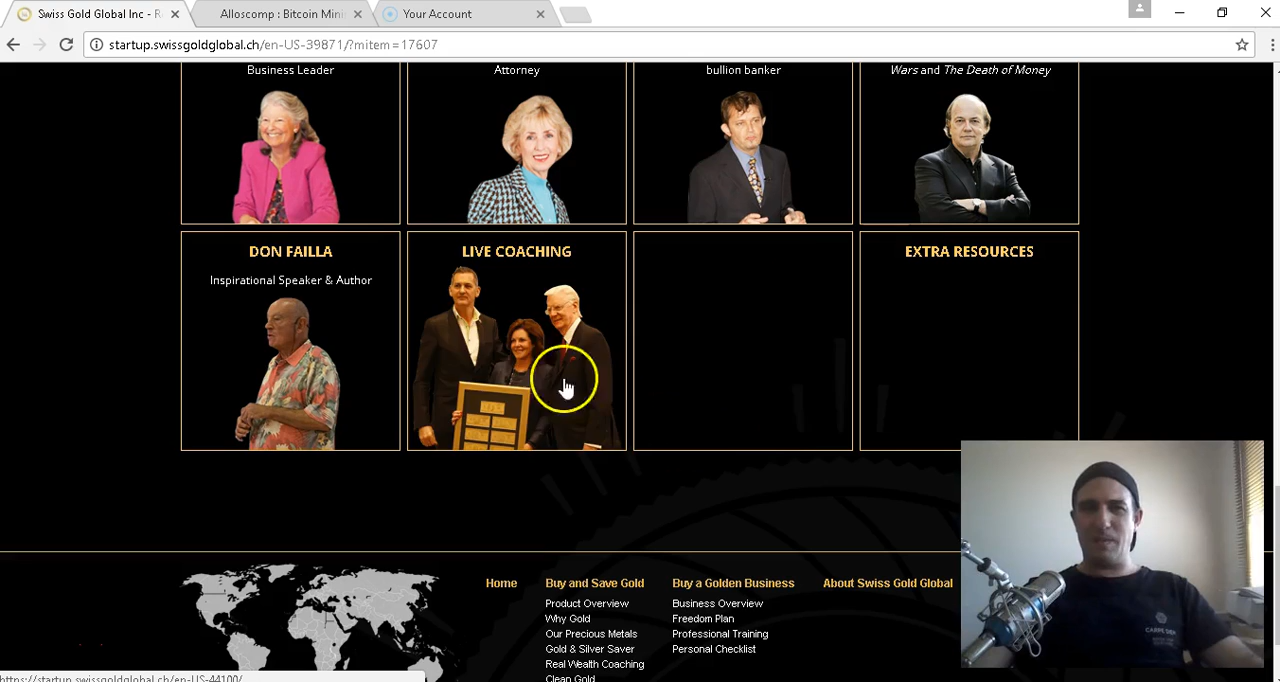 Swiss Gold Global Inc - R
Alloscomp : Bitcoin Mini
Your Account
startup.swissgoldglobal.ch/en-US-39871/?mitem=17607
Business Leader
Attorney
bullion banker
Wars and The Death of Money
DON FAILLA
LIVE COACHING
EXTRA RESOURCES
Inspirational Speaker & Author
Home
Buy and Save Gold
Buy a Golden Business
About Swiss Gold Global
Product Overview
Business Overview
Why Gold
Freedom Plan
Our Precious Metals
Professional Training
Gold & Silver Saver
Personal Checklist
Real Wealth Coaching
Clean Gold
https://startup.swissgoldglobal.ch/en-US-44100/
CARPE DIEM